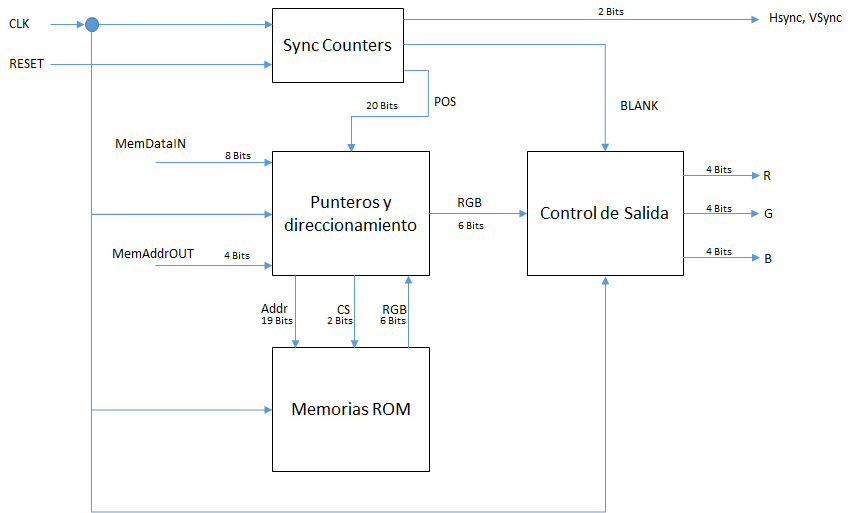 CLK
2 Bits
Hsync, VSync
Sync Counters
RESET
20 Bits
POS
BLANK
MemDataIN
8 Bits
4 Bits
R
Punteros y
direccionamiento
RGB
6 Bits
Control de Salida
4 Bits
G
MemAddrOUT
4 Bits
4 Bits
B
Addr
19 Bits
CS
2 Bits
RGB
6 Bits
Memorias ROM